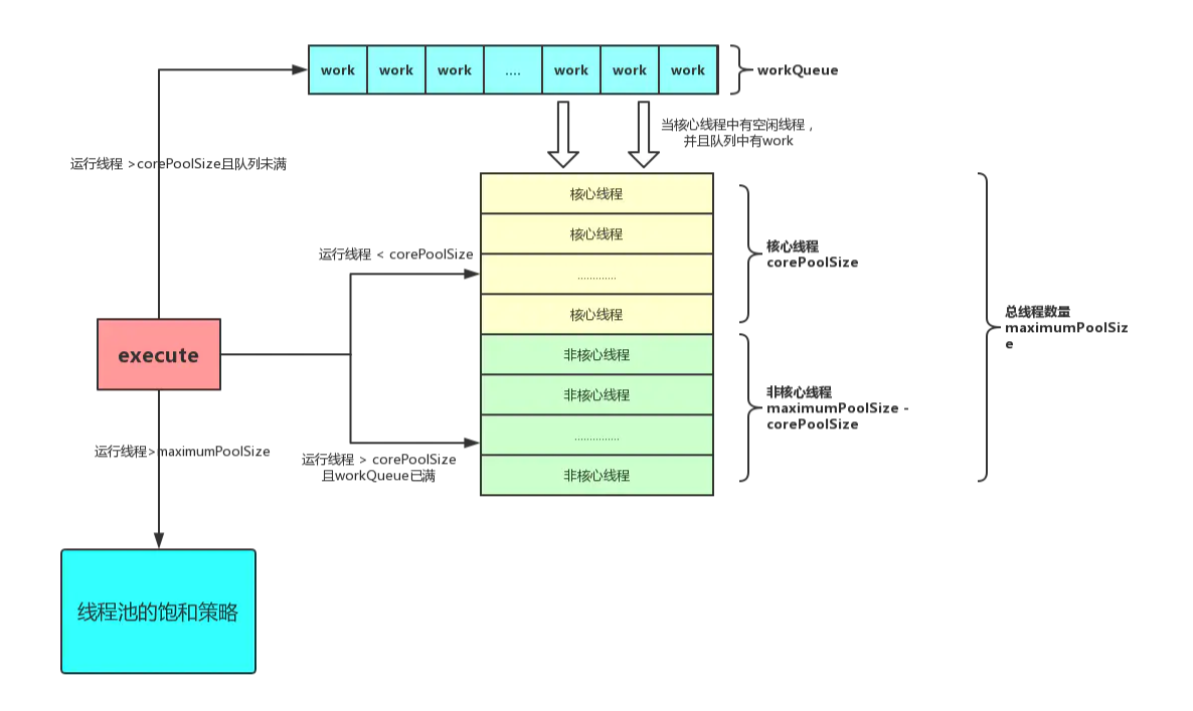 work
work
work
....
work
work
work
workQueue
当核心线程中有空闲线程，
并且队列中有work
运行线程 >corePoolSize且队列未满
核心线程
核心线程
.............
核心线程
非核心线程
非核心线程
..............
非核心线程
运行线程 < corePoolSize
核心线程
corePoolSize
总线程数量
maximumPoolSiz
e
execute
非核心线程
maximumPoolSize -
corePoolSize
运行线程>maximumPoolSize
运行线程 > corePoolSize
且workQueue已满
线程池的饱和策略